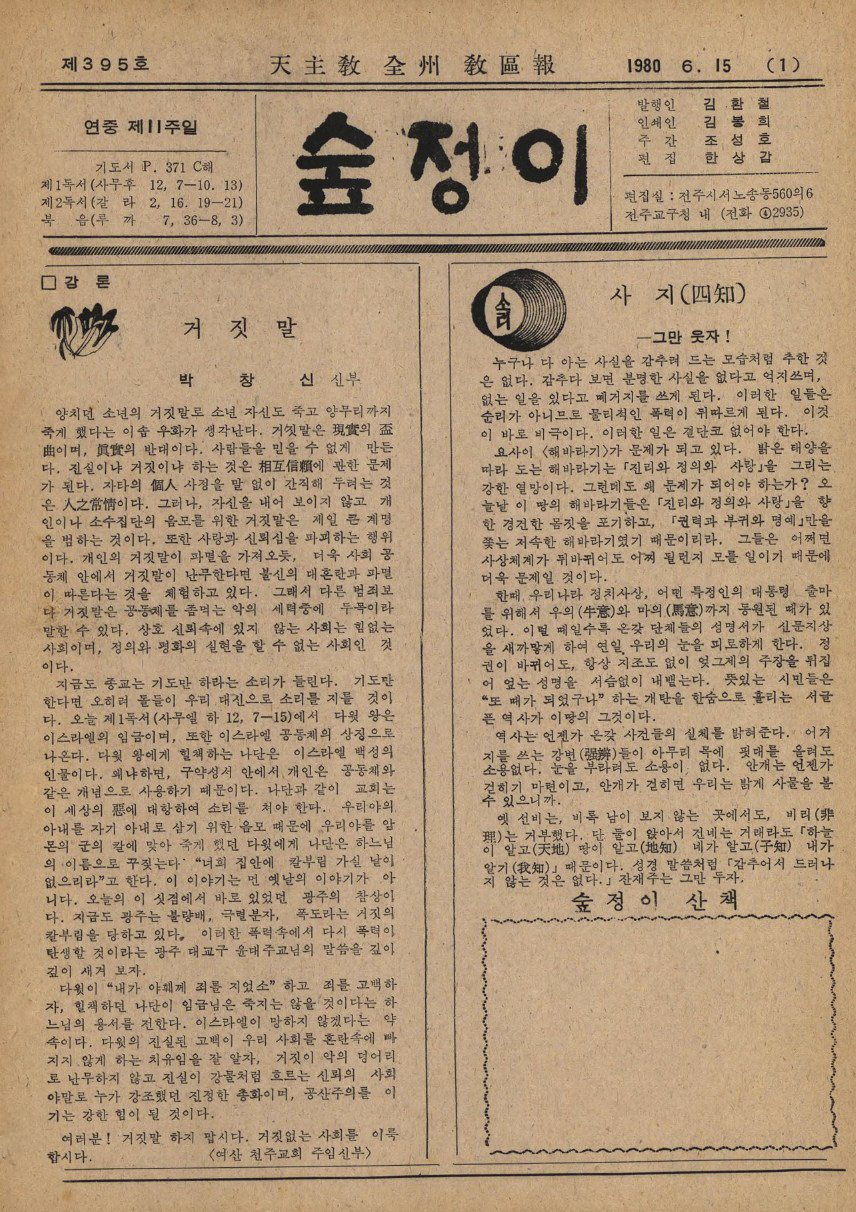 제395호
天主敎 全州 敎區報
1980 6. 15 (1)
연중 제11주일
기도서 P. 371 C해
제1독서(사무후 12, 7—10. 13)
제2독서(갈 라 2, 16. 19—21)
복 음(루 까 7, 36—8, 3)
숲정이
발행인 김환철
인쇄인 김봉희
주 간 조성호
편 집 한상갑
편집실 : 전주시서노송동560의6
전주교구청 내 (전화 ④2935)
□강 론
거 짓 말
박 창 신 신부
양치던 소년의 거짓말로 소년 자신도 죽고 양무리까지
죽게 했다는 이솝 우화가 생각난다. 거짓말은 現實의 歪
曲이며, 眞實의 반대이다. 사람들을 믿을 수 없게 만든
다. 진실이냐 거짓이냐 하는 것은 相互信賴에 관한 문제
가 된다. 자타의 個人 사정을 말 없이 간직해 두려는 것
은 人之常情이다. 그러나, 자신을 내어 보이지 않고 개
인이나 소수집단의 음모를 위한 거짓말은 제일 큰 계명
을 범하는 것이다. 또한 사랑과 신뢰심을 파괴하는 행위
이다. 개인의 거짓말이 파멸을 가져오듯, 더욱 사회 공
동체 안에서 거짓말이 난무한다면 불신의 대혼란과 파멸
이 따른다는 것을 체험하고 있다. 그래서 다른 범죄보
다 거짓말은 공동체를 좀먹는 악의 세력중에 두목이라
말할 수 있다. 상호 신뢰속에 있지 않는 사회는 힘없는
사회이며, 정의와 평화의 실현을 할 수 없는 사회인 것
이다.
지금도 종교는 기도만 하라는 소리가 들린다. 기도만
한다면 오히려 돌들이 우리 대신으로 소리를 지를 것이
다. 오늘 제1독서(사무엘 하 12, 7—15)에서 다윗 왕은
이스라엘의 임금이며, 또한 이스라엘 공동체의 상징으로
나온다. 다윗 왕에게 힐책하는 나단은 이스라엘 백성의
인물이다. 왜냐하면, 구약성서 안에서 개인은 공동체와
같은 개념으로 사용하기 때문이다. 나단과 같이 교회는
이 세상의 惡에 대항하여 소리를 쳐야 한다. 우리야의
아내를 자기 아내로 삼기 위한 음모 때문에 우리야를 암
몬의 군의 칼에 맞아 죽게 했던 다윗에게 나단은 하느님
의 이름으로 꾸짖는다 “너희 집안에 칼부림 가실 날이
없으리라”고 한다. 이 이야기는 먼 옛날의 이야기가 아
니다. 오늘의 이 싯점에서 바로 있었던 광주의 참상이
다. 지금도 광주는 불량배, 극렬분자, 폭도라는 거짓의
칼부림을 당하고 있다. 이러한 폭력속에서 다시 폭력이
탄생할 것이라는 광주 대교구 윤대주교님의 말씀을 깊이
깊이 새겨 보자.
다윗이 “내가 야훼께 죄를 지었소” 하고 죄를 고백하
자, 힐책하던 나단이 임금님은 죽지는 않을 것이다는 하
느님의 용서를 전한다. 이스라엘이 망하지 않겠다는 약
속이다. 다윗의 진실된 고백이 우리 사회를 혼란속에 빠
지지 않게 하는 치유임을 잘 알자, 거짓이 악의 덩어리
로 난무하지 않고 진실이 강물처럼 흐르는 신뢰의 사회
야말로 누가 강조했던 진정한 총화이며, 공산주의를 이
기는 강한 힘이 될 것이다.
여러분! 거짓말 하지 맙시다. 거짓없는 사회를 이룩
합시다. 〈여산 천주교회 주임신부〉
소리
사 지(四知)
—그만 웃자!
누구나 다 아는 사실을 감추려 드는 모습처럼 추한 것
은 없다. 감추다 보면 분명한 사실을 없다고 억지쓰며,
없는 일을 있다고 떼거지를 쓰게 된다. 이러한 일들은
순리가 아니므로 물리적인 폭력이 뒤따르게 된다. 이것
이 바로 비극이다. 이러한 일은 결단코 없어야 한다.
요사이 〈해바라기〉가 문제가 되고 있다. 밝은 태양을
따라 도는 해바라기는 「진리와 정의와 사랑」을 그리는
강한 열망이다. 그런데도 왜 문제가 되어야 하는가? 오
늘날 이 땅의 해바라기들은 「진리와 정의와 사랑」을 향
한 경건한 몸짓을 포기하고, 「권력과 부귀와 명예」만을
쫓는 저속한 해바라기였기 때문이리라. 그들은 어쩌면
사상체계가 뒤바뀌어도 어찌 될런지 모를 일이기 때문에
더욱 문제일 것이다.
한때 우리나라 정치사상, 어떤 특정인의 대통령 출마
를 위해서 우의(牛意)와 마의(馬意)까지 동원된 때가 있
었다. 이럴 때일수록 온갖 단체들의 성명서가 신문지상
을 새까맣게 하여 연일 우리의 눈을 피로하게 한다. 정
권이 바뀌어도, 항상 지조도 없이 엊그제의 주장을 뒤집
어 엎는 성명을 서슴없이 내뱉는다. 뜻있는 시민들은
“또 때가 되었구나” 하는 개탄을 한숨으로 흘리는 서글
픈 역사가 이땅의 그것이다.
역사는 언젠가 온갖 사건들의 실체를 밝혀준다. 어거
지를 쓰는 강변(强辨)들이 아무리 목에 핏대를 올려도
소용없다. 눈을 부라려도 소용이 없다. 안개는 언젠가
걷히기 마련이고, 안개가 걷히면 우리는 밝게 사물을 볼
수 있으니까.
옛 선비는, 비록 남이 보지 않는 곳에서도, 비리(非
理)는 거부했다. 단 둘이 앉아서 건네는 거래라도 「하늘
이 알고(天地) 땅이 알고(地知) 네가 알고(子知) 내가
알기(我知)」 때문이다. 성경 말씀처럼 「감추어서 드러나
지 않는 것은 없다.」 잔재주는 그만 두자.
숲정이 산책